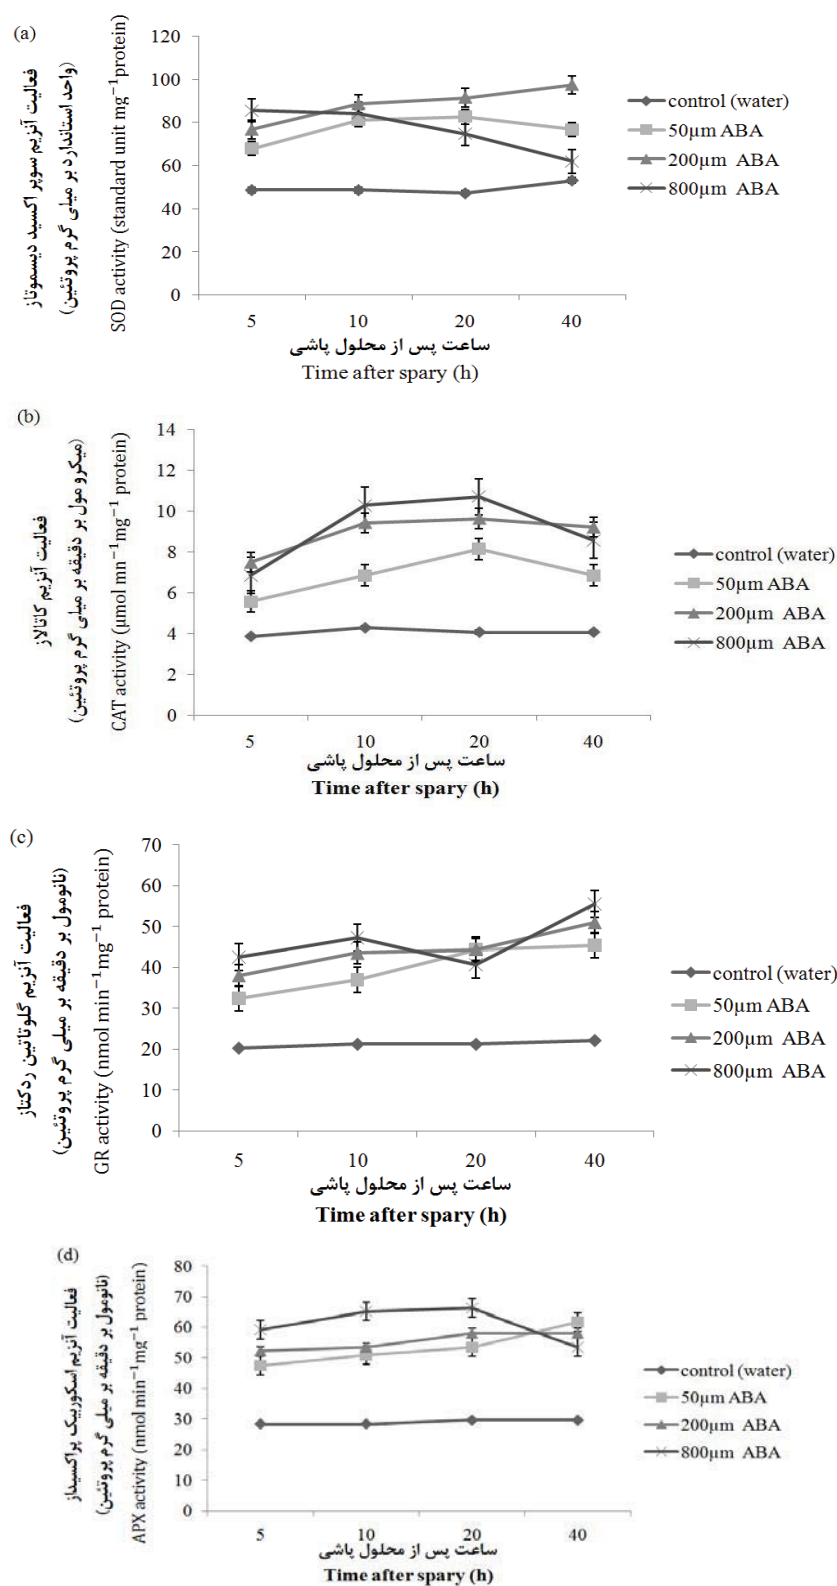 (a)
فعالیت آنزیم سوپر اکسید دیسموتاز
(واحد استاندارد بر میلی گرم پروتئین)
SOD activity (standard unit mg⁻¹protein)
120
100
80
60
40
20
0
5 10 20 40
ساعت پس از محلول پاشی
Time after spary (h)
control (water)
50µm ABA
200µm ABA
800µm ABA
(b)
فعالیت آنزیم کاتالاز
(میکرو مول بر دقیقه بر میلی گرم پروتئین)
CAT activity (µmol mn⁻¹mg⁻¹ protein)
14
12
10
8
6
4
2
0
5 10 20 40
ساعت پس از محلول پاشی
Time after spary (h)
control (water)
50µm ABA
200µm ABA
800µm ABA
(c)
فعالیت آنزیم گلوتاتین ردکتاز
(نانومول بر دقیقه بر میلی گرم پروتئین)
GR activity (nmol min⁻¹mg⁻¹ protein)
70
60
50
40
30
20
10
0
5 10 20 40
ساعت پس از محلول پاشی
Time after spary (h)
control (water)
50µm ABA
200µm ABA
800µm ABA
(d)
فعالیت آنزیم اسکوربیک پراکسیداز
(نانومول بر دقیقه بر میلی گرم پروتئین)
APX activity (nmol min⁻¹mg⁻¹ protein)
80
70
60
50
40
30
20
10
0
5 10 20 40
ساعت پس از محلول پاشی
Time after spary (h)
control (water)
50µm ABA
200µm ABA
800µm ABA